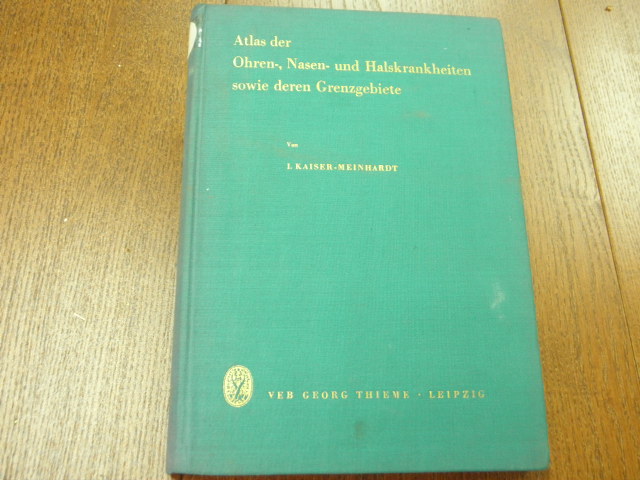 Atlas der
Ohren-, Nasen- und Halskrankheiten
sowie deren Grenzgebiete
Von
I. KAISER-MEINHARDT
VEB GEORG THIEME · LEIPZIG